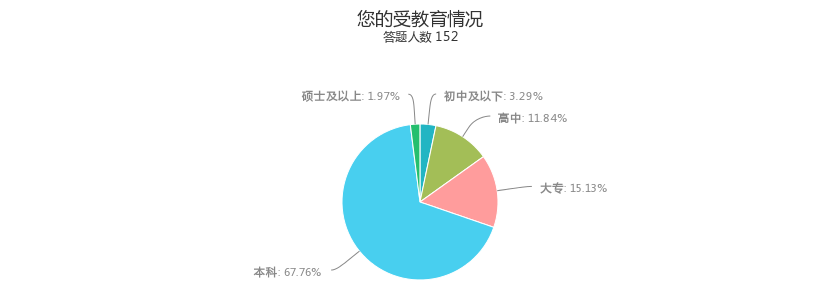 您的受教育情况
答题人数 152
硕士及以上: 1.97%
初中及以下: 3.29%
高中: 11.84%
大专: 15.13%
本科: 67.76%